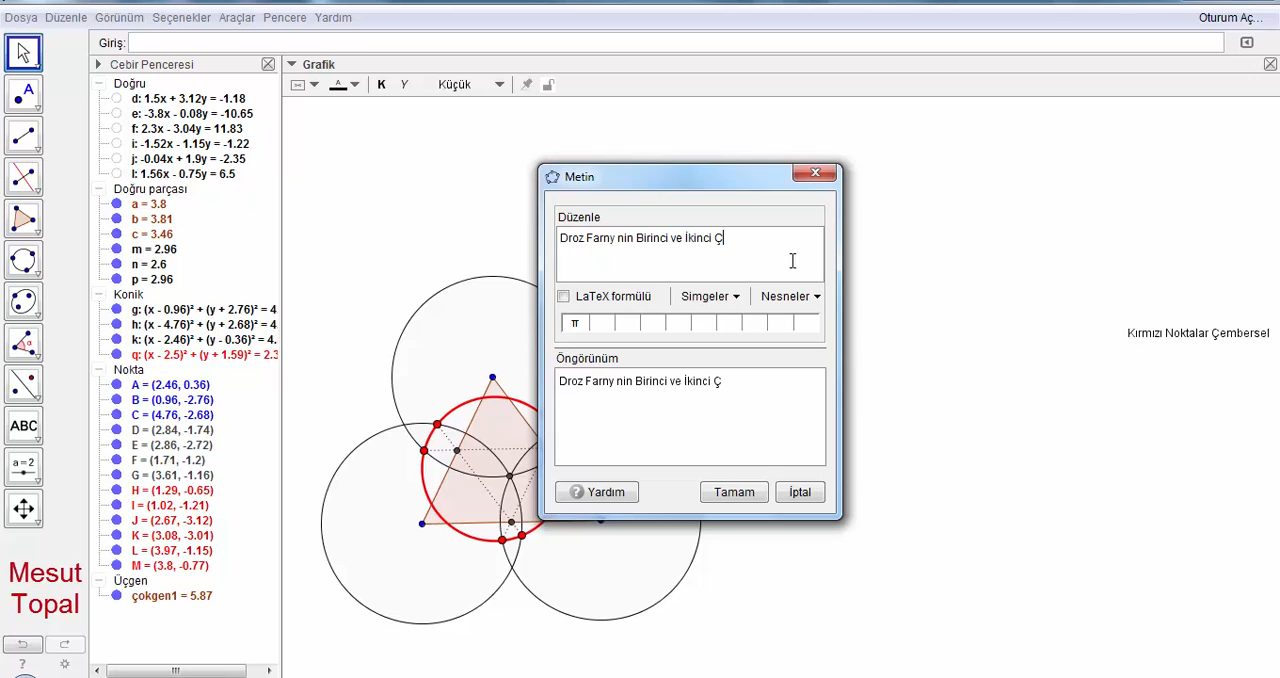 Dosya Düzenle Görünüm Seçenekler Araçlar Pencere Yardım
Oturum Aç...
Giriş:
Cebir Penceresi
Grafik
K Y Küçük
Doğru
d: 1.5x + 3.12y = -1.18
e: -3.8x - 0.08y = -10.65
f: 2.3x - 3.04y = 11.83
i: -1.52x - 1.15y = -1.22
j: -0.04x + 1.9y = -2.35
l: 1.56x - 0.75y = 6.5
Doğru parçası
a = 3.8
b = 3.81
c = 3.46
m = 2.96
n = 2.6
p = 2.96
Konik
g: (x - 0.96)² + (y + 2.76)² = 4
h: (x - 4.76)² + (y + 2.68)² = 4
k: (x - 2.46)² + (y - 0.36)² = 4.
q: (x - 2.5)² + (y + 1.59)² = 2.3
Nokta
A = (2.46, 0.36)
B = (0.96, -2.76)
C = (4.76, -2.68)
D = (2.84, -1.74)
E = (2.86, -2.72)
F = (1.71, -1.2)
G = (3.61, -1.16)
H = (1.29, -0.65)
I = (1.02, -1.21)
J = (2.67, -3.12)
K = (3.08, -3.01)
L = (3.97, -1.15)
M = (3.8, -0.77)
Üçgen
çokgen1 = 5.87
A
α
ABC
a=2
Mesut
Topal
?
Metin
Düzenle
Droz Farny nin Birinci ve İkinci Ç
LaTeX formülü Simgeler Nesneler
π
Öngörünüm
Droz Farny nin Birinci ve İkinci Ç
? Yardım Tamam İptal
Kırmızı Noktalar Çembersel